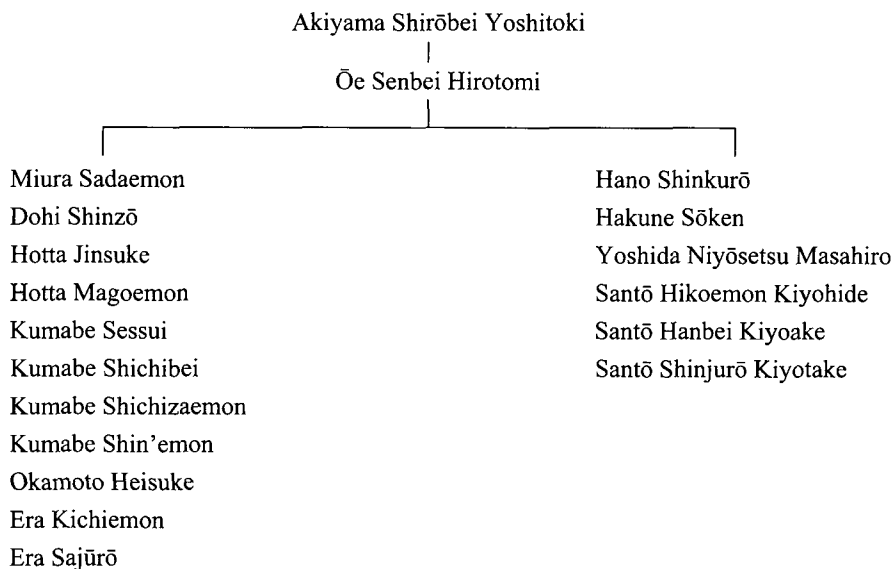 Akiyama Shirōbei Yoshitoki
Ōe Senbei Hirotomi
Miura Sadaemon
Dohi Shinzō
Hotta Jinsuke
Hotta Magoemon
Kumabe Sessui
Kumabe Shichibei
Kumabe Shichizaemon
Kumabe Shin’emon
Okamoto Heisuke
Era Kichiemon
Era Sajūrō
Hano Shinkurō
Hakune Sōken
Yoshida Niyōsetsu Masahiro
Santō Hikoemon Kiyohide
Santō Hanbei Kiyoake
Santō Shinjurō Kiyotake